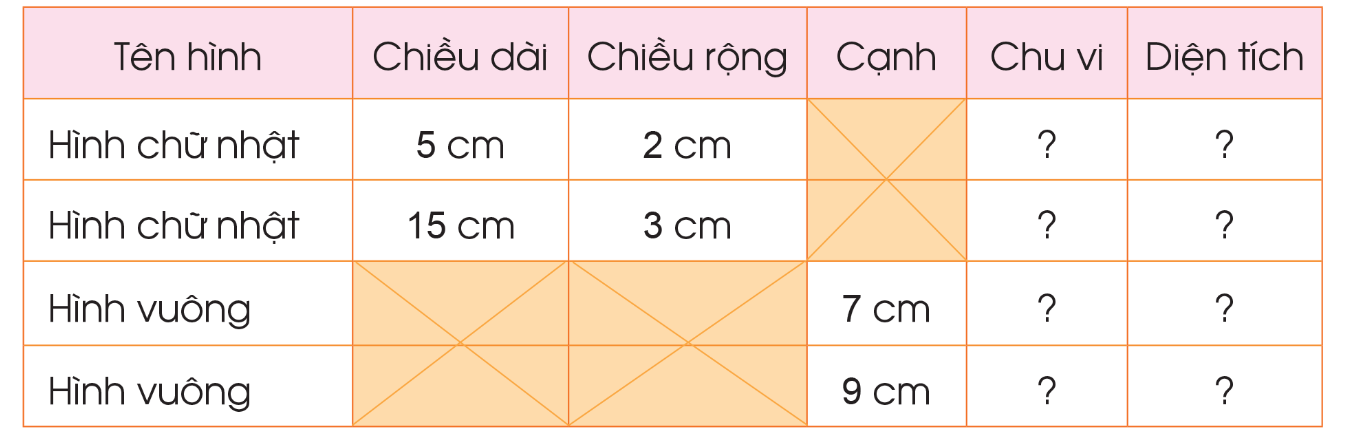 Tên hình Chiều dài Chiều rộng Cạnh Chu vi Diện tích
Hình chữ nhật 5 cm 2 cm ? ?
Hình chữ nhật 15 cm 3 cm ? ?
Hình vuông 7 cm ? ?
Hình vuông 9 cm ? ?